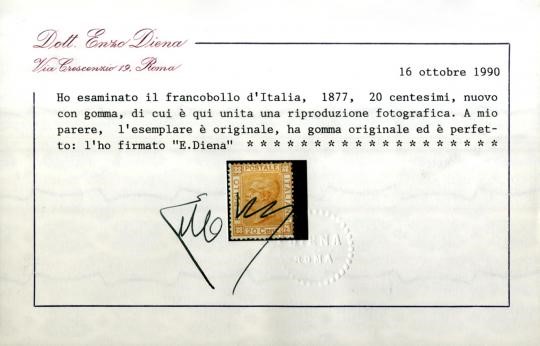 Dott. Enzo Diena
Via Crescenzio 19, Roma
16 ottobre 1990
Ho esaminato il francobollo d'Italia, 1877, 20 centesimi, nuovo
con gomma, di cui è qui unita una riproduzione fotografica. A mio
parere, l'esemplare è originale, ha gomma originale ed è perfet-
to: l'ho firmato "E.Diena" * * * * * * * * * * * * * * * * * * *
POSTALE
20
ROMA